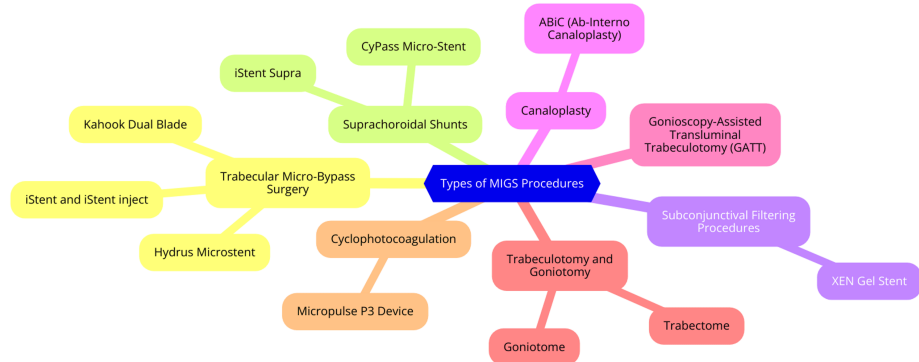 ABiC (Ab-Interno
Canaloplasty)
CyPass Micro-Stent
iStent Supra
Canaloplasty
Kahook Dual Blade
Suprachoroidal Shunts
Gonioscopy-Assisted
Transluminal
Trabeculotomy (GATT)
Trabecular Micro-Bypass
Surgery
Types of MIGS Procedures
iStent and iStent inject
Subconjunctival Filtering
Procedures
Cyclophotocoagulation
Hydrus Microstent
Trabeculotomy and
Goniotomy
XEN Gel Stent
Micropulse P3 Device
Trabectome
Goniotome